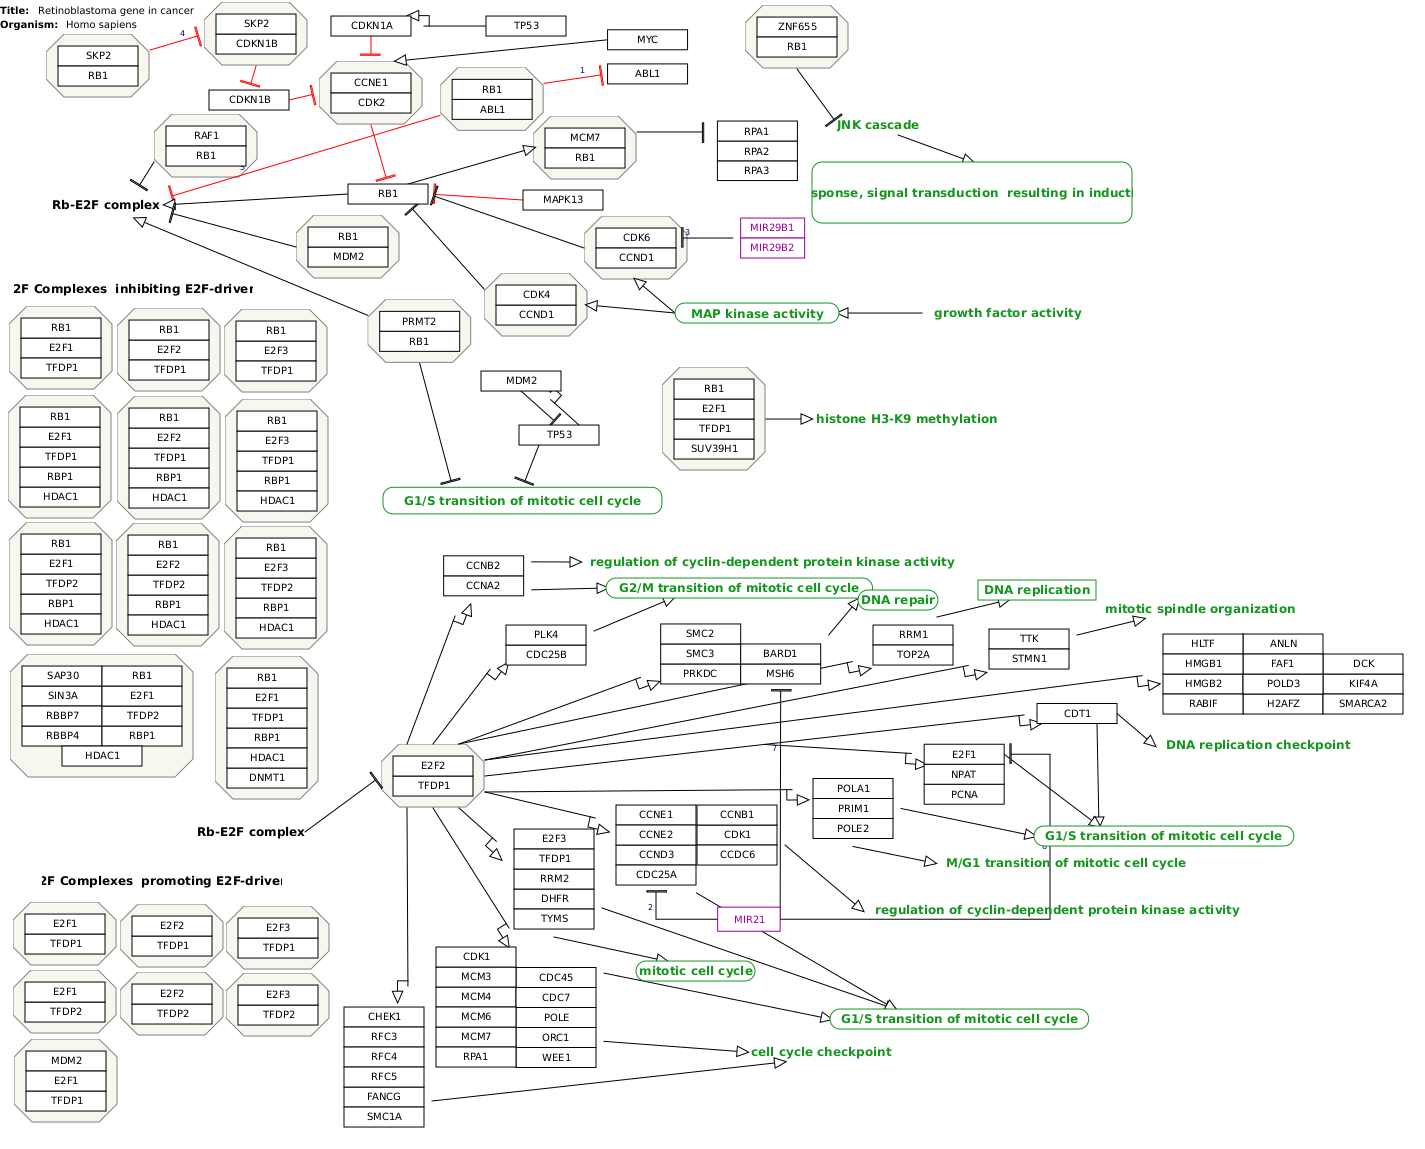 Title: Retinoblastoma gene in cancer
Organism: Homo sapiens
SKP2
CDKN1B
SKP2
RB1
4
CDKN1B
CDKN1A
TP53
MYC
CCNE1
CDK2
RB1
ABL1
1
ABL1
ZNF655
RB1
JNK cascade
RAF1
RB1
5
MCM7
RB1
RPA1
RPA2
RPA3
sponse, signal transduction resulting in induct
Rb-E2F complex
RB1
MAPK13
RB1
MDM2
CDK6
CCND1
3
MIR29B1
MIR29B2
CDK4
CCND1
MAP kinase activity
growth factor activity
PRMT2
RB1
MDM2
TP53
RB1
E2F1
TFDP1
SUV39H1
histone H3-K9 methylation
G1/S transition of mitotic cell cycle
2F Complexes inhibiting E2F-driver
RB1
E2F1
TFDP1
RB1
E2F2
TFDP1
RB1
E2F3
TFDP1
RB1
E2F1
TFDP1
RBP1
HDAC1
RB1
E2F2
TFDP1
RBP1
HDAC1
RB1
E2F3
TFDP1
RBP1
HDAC1
RB1
E2F1
TFDP2
RBP1
HDAC1
RB1
E2F2
TFDP2
RBP1
HDAC1
RB1
E2F3
TFDP2
RBP1
HDAC1
SAP30 RB1
SIN3A E2F1
RBBP7 TFDP2
RBBP4 RBP1
HDAC1
RB1
E2F1
TFDP1
RBP1
HDAC1
DNMT1
CCNB2
CCNA2
regulation of cyclin-dependent protein kinase activity
G2/M transition of mitotic cell cycle
DNA repair
DNA replication
mitotic spindle organization
PLK4
CDC25B
SMC2
SMC3 BARD1
PRKDC MSH6
RRM1
TOP2A
TTK
STMN1
HLTF ANLN
HMGB1 FAF1 DCK
HMGB2 POLD3 KIF4A
RABIF H2AFZ SMARCA2
CDT1
DNA replication checkpoint
E2F2
TFDP1
7
E2F1
NPAT
PCNA
Rb-E2F complex
POLA1
PRIM1
POLE2
CCNE1 CCNB1
CCNE2 CDK1
CCND3 CCDC6
CDC25A
G1/S transition of mitotic cell cycle
M/G1 transition of mitotic cell cycle
E2F3
TFDP1
RRM2
DHFR
TYMS
2
MIR21
regulation of cyclin-dependent protein kinase activity
mitotic cell cycle
CDK1
MCM3 CDC45
MCM4 CDC7
MCM6 POLE
MCM7 ORC1
RPA1 WEE1
G1/S transition of mitotic cell cycle
cell cycle checkpoint
CHEK1
RFC3
RFC4
RFC5
FANCG
SMC1A
2F Complexes promoting E2F-drive
E2F1
TFDP1
E2F2
TFDP1
E2F3
TFDP1
E2F1
TFDP2
E2F2
TFDP2
E2F3
TFDP2
MDM2
E2F1
TFDP1